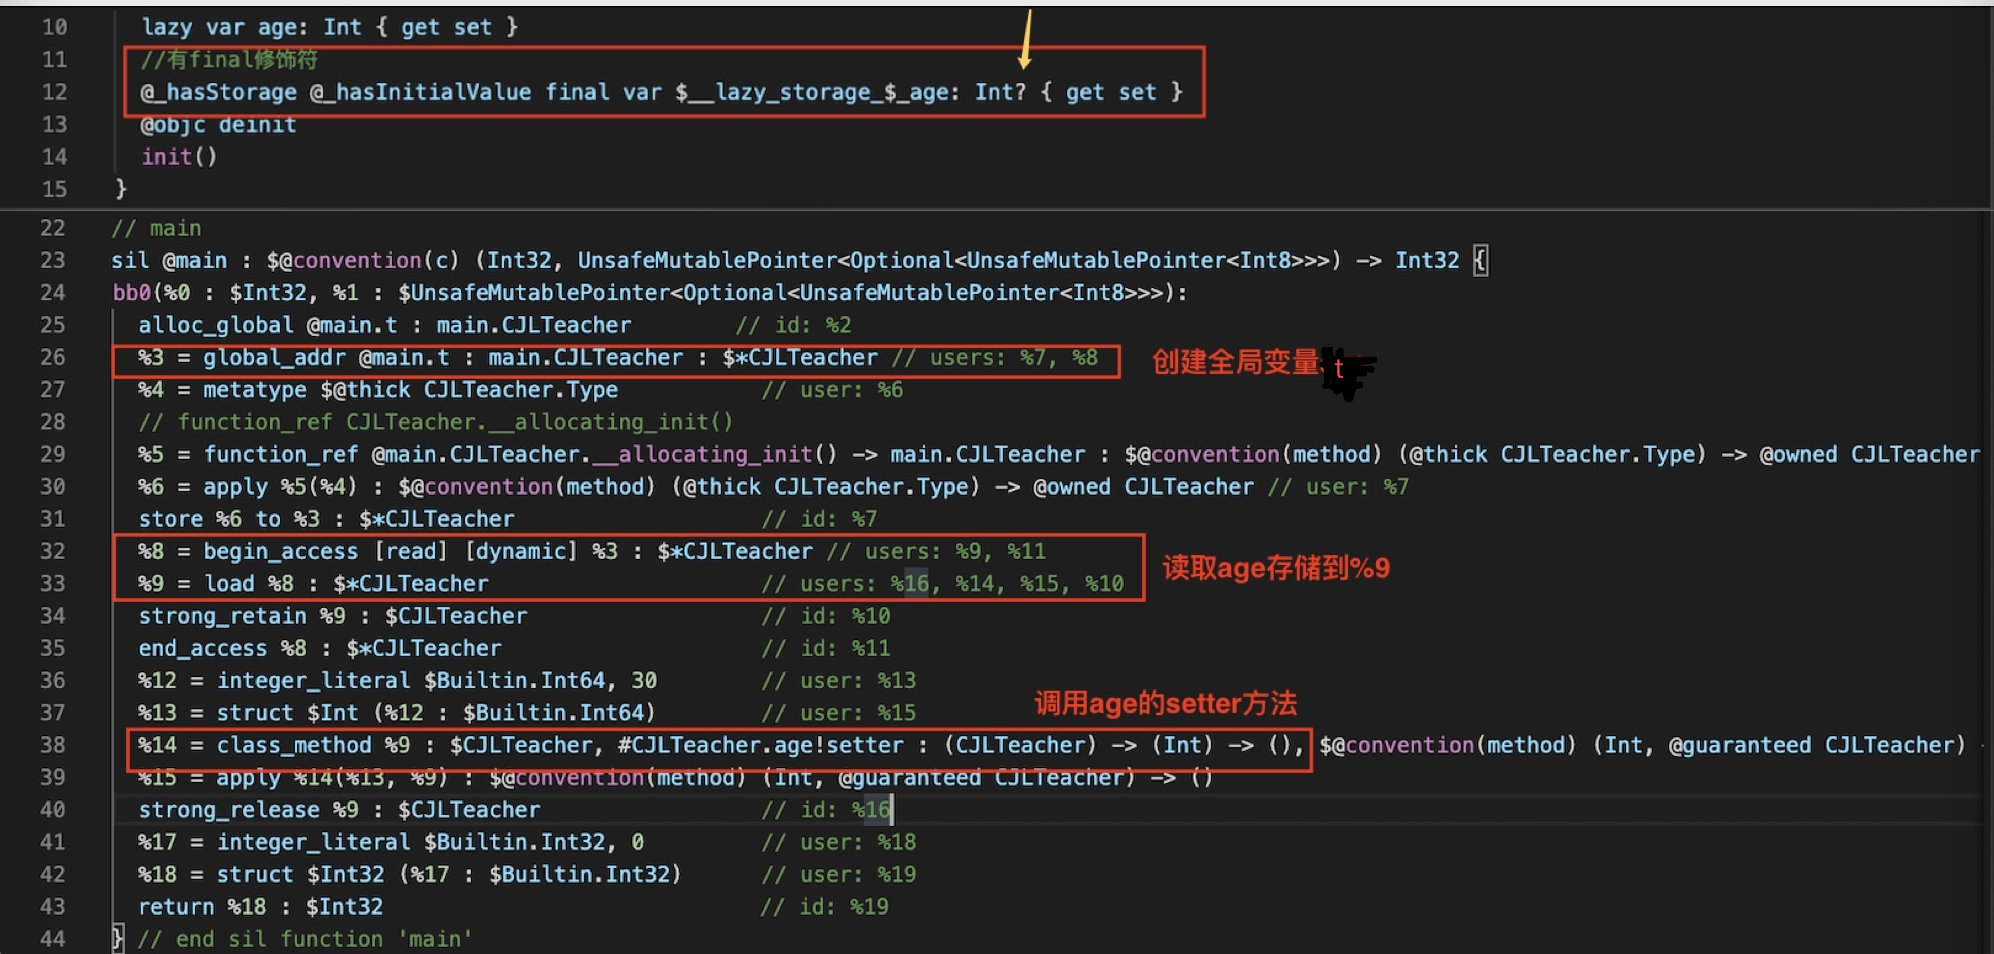 10 lazy var age: Int { get set }
11 //有final修饰符
12 @_hasStorage @_hasInitialValue final var $__lazy_storage_$_age: Int? { get set }
13 @objc deinit
14 init()
15 }
22 // main
23 sil @main : $@convention(c) (Int32, UnsafeMutablePointer<Optional<UnsafeMutablePointer<Int8>>>) -> Int32 {
24 bb0(%0 : $Int32, %1 : $UnsafeMutablePointer<Optional<UnsafeMutablePointer<Int8>>>):
25 alloc_global @main.t : main.CJLTeacher // id: %2
26 %3 = global_addr @main.t : main.CJLTeacher : $*CJLTeacher // users: %7, %8 创建全局变量 t
27 %4 = metatype $@thick CJLTeacher.Type // user: %6
28 // function_ref CJLTeacher.__allocating_init()
29 %5 = function_ref @main.CJLTeacher.__allocating_init() -> main.CJLTeacher : $@convention(method) (@thick CJLTeacher.Type) -> @owned CJLTeacher
30 %6 = apply %5(%4) : $@convention(method) (@thick CJLTeacher.Type) -> @owned CJLTeacher // user: %7
31 store %6 to %3 : $*CJLTeacher // id: %7
32 %8 = begin_access [read] [dynamic] %3 : $*CJLTeacher // users: %9, %11
读取age存储到%9
33 %9 = load %8 : $*CJLTeacher // users: %16, %14, %15, %10
34 strong_retain %9 : $CJLTeacher // id: %10
35 end_access %8 : $*CJLTeacher // id: %11
36 %12 = integer_literal $Builtin.Int64, 30 // user: %13
37 %13 = struct $Int (%12 : $Builtin.Int64) // user: %15
调用age的setter方法
38 %14 = class_method %9 : $CJLTeacher, #CJLTeacher.age!setter : (CJLTeacher) -> (Int) -> (), $@convention(method) (Int, @guaranteed CJLTeacher) -
39 %15 = apply %14(%13, %9) : $@convention(method) (Int, @guaranteed CJLTeacher) -> ()
40 strong_release %9 : $CJLTeacher // id: %16
41 %17 = integer_literal $Builtin.Int32, 0 // user: %18
42 %18 = struct $Int32 (%17 : $Builtin.Int32) // user: %19
43 return %18 : $Int32 // id: %19
44 } // end sil function 'main'